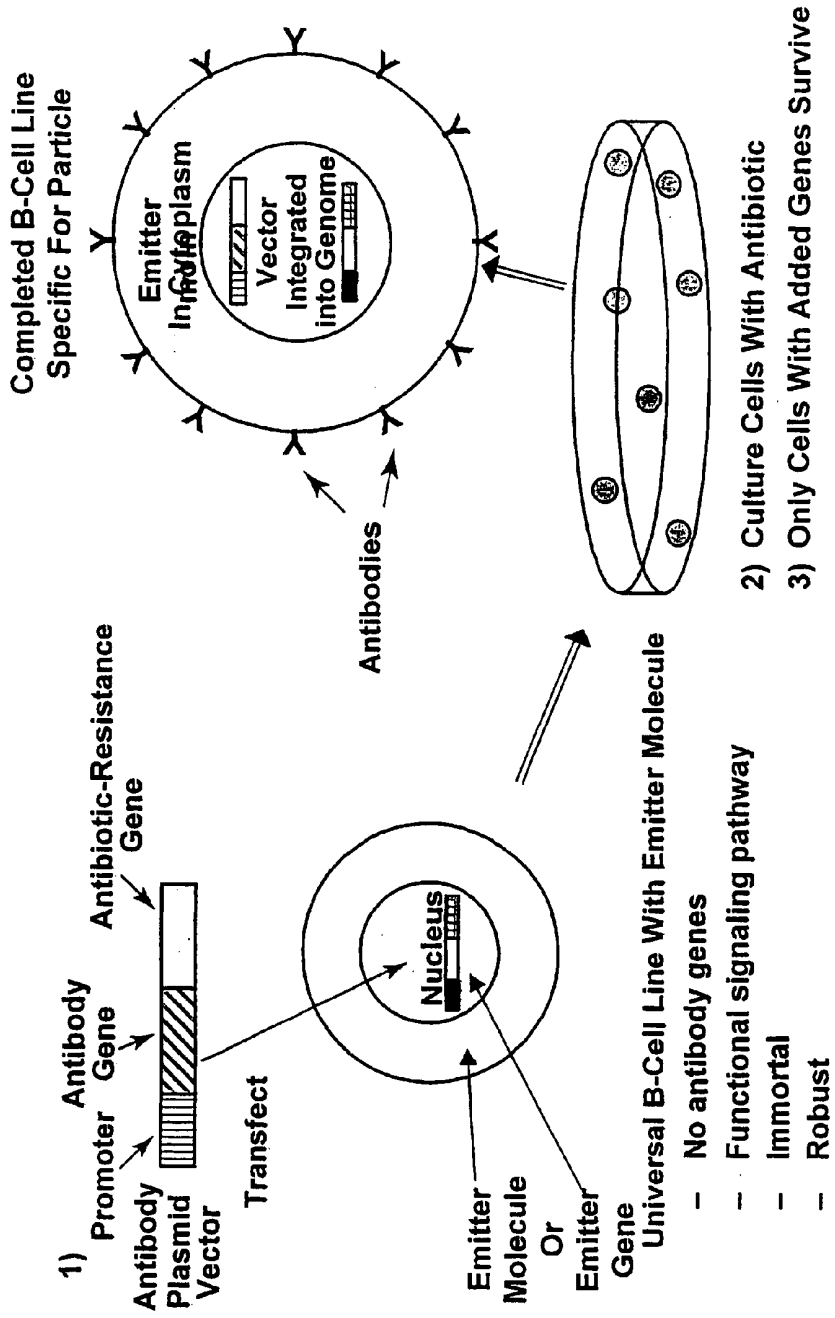 1)
Promoter
Antibody
Gene
Antibiotic-Resistance
Gene
Antibody
Plasmid
Vector
Transfect
Nucleus
Emitter
Molecule
Or
Emitter
Gene
Universal B-Cell Line With Emitter Molecule
– No antibody genes
– Functional signaling pathway
– Immortal
– Robust
2) Culture Cells With Antibiotic
3) Only Cells With Added Genes Survive
Antibodies
Completed B-Cell Line
Specific For Particle
Emitter
In Cytoplasm
Vector
Integrated
into Genome